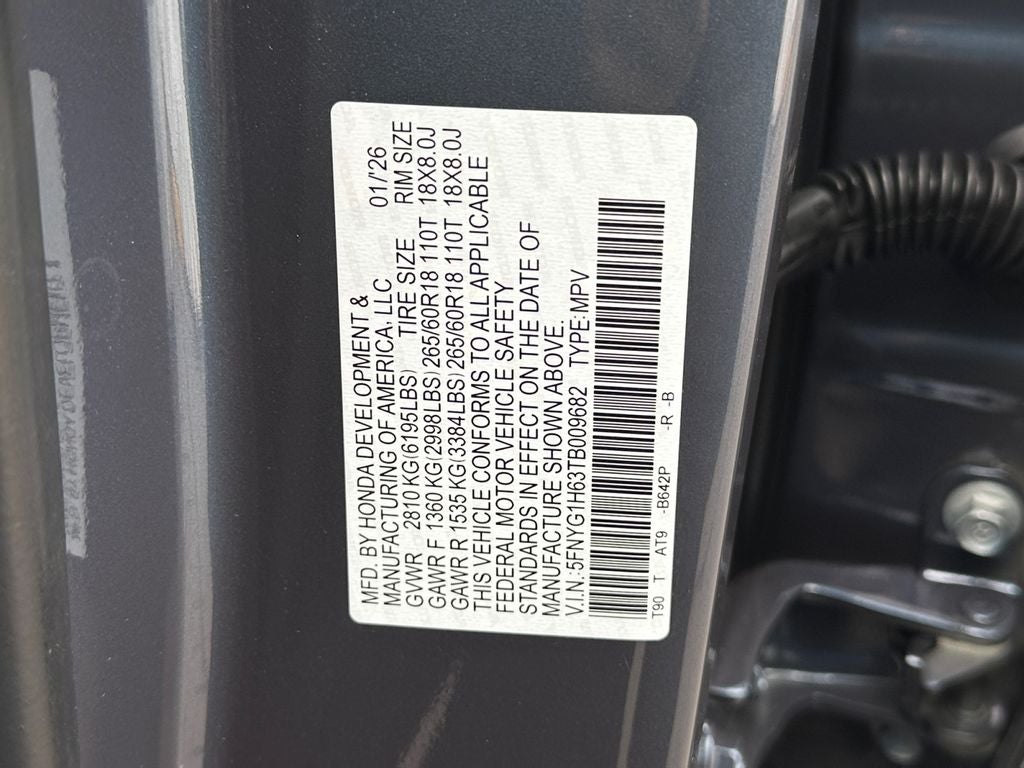 MFD. BY HONDA DEVELOPMENT &
MANUFACTURING OF AMERICA, LLC 01/'26
GVWR 2810 KG(6195LBS) TIRE SIZE RIM SIZE
GAWR F 1360 KG(2998LBS) 265/60R18 110T 18X8.0J
GAWR R 1535 KG(3384LBS) 265/60R18 110T 18X8.0J
THIS VEHICLE CONFORMS TO ALL APPLICABLE
FEDERAL MOTOR VEHICLE SAFETY
STANDARDS IN EFFECT ON THE DATE OF
MANUFACTURE SHOWN ABOVE.
V.I.N.:5FNYG1H63TB009682 TYPE:MPV
T90 T AT9 -B642P -R -B